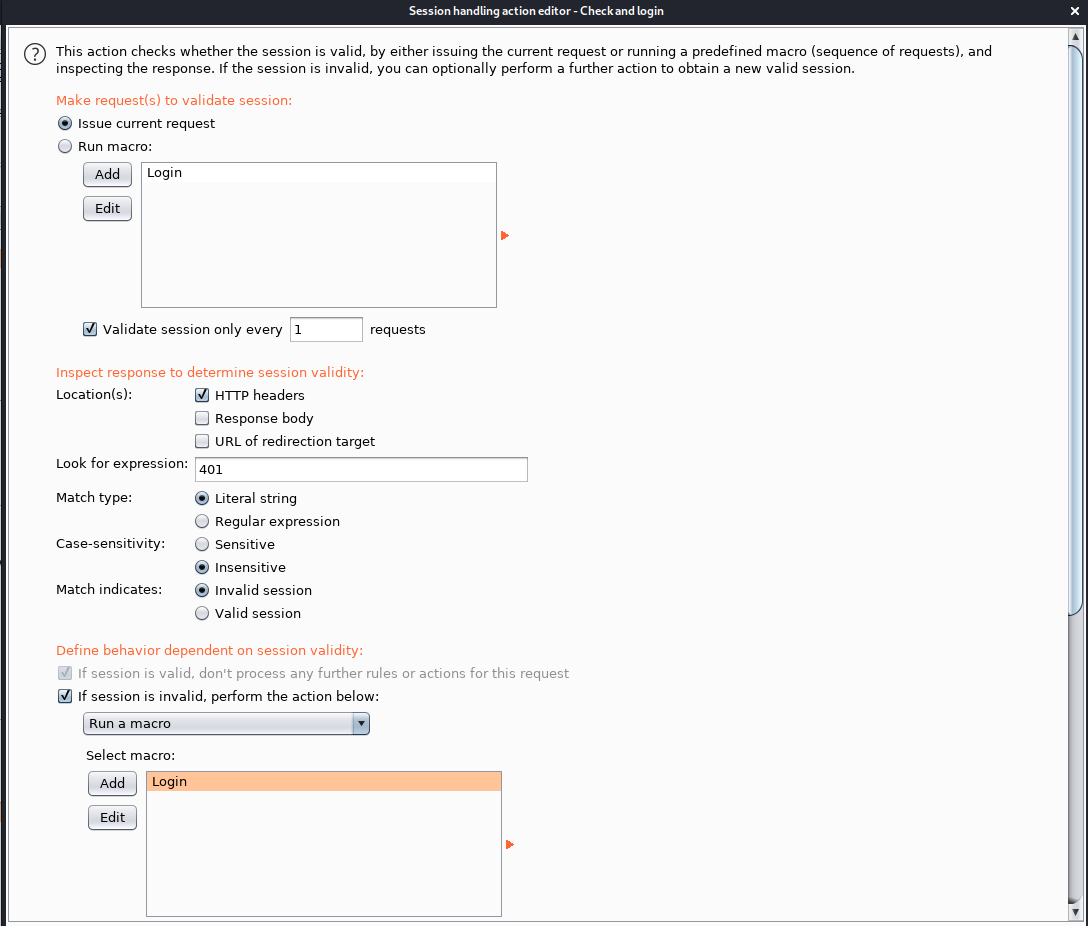 Session handling action editor - Check and login
This action checks whether the session is valid, by either issuing the current request or running a predefined macro (sequence of requests), and
inspecting the response. If the session is invalid, you can optionally perform a further action to obtain a new valid session.
Make request(s) to validate session:
Issue current request
Run macro:
Add
Login
Edit
Validate session only every 1 requests
Inspect response to determine session validity:
Location(s): HTTP headers
Response body
URL of redirection target
Look for expression: 401
Match type: Literal string
Regular expression
Case-sensitivity: Sensitive
Insensitive
Match indicates: Invalid session
Valid session
Define behavior dependent on session validity:
If session is valid, don't process any further rules or actions for this request
If session is invalid, perform the action below:
Run a macro
Select macro:
Add
Login
Edit